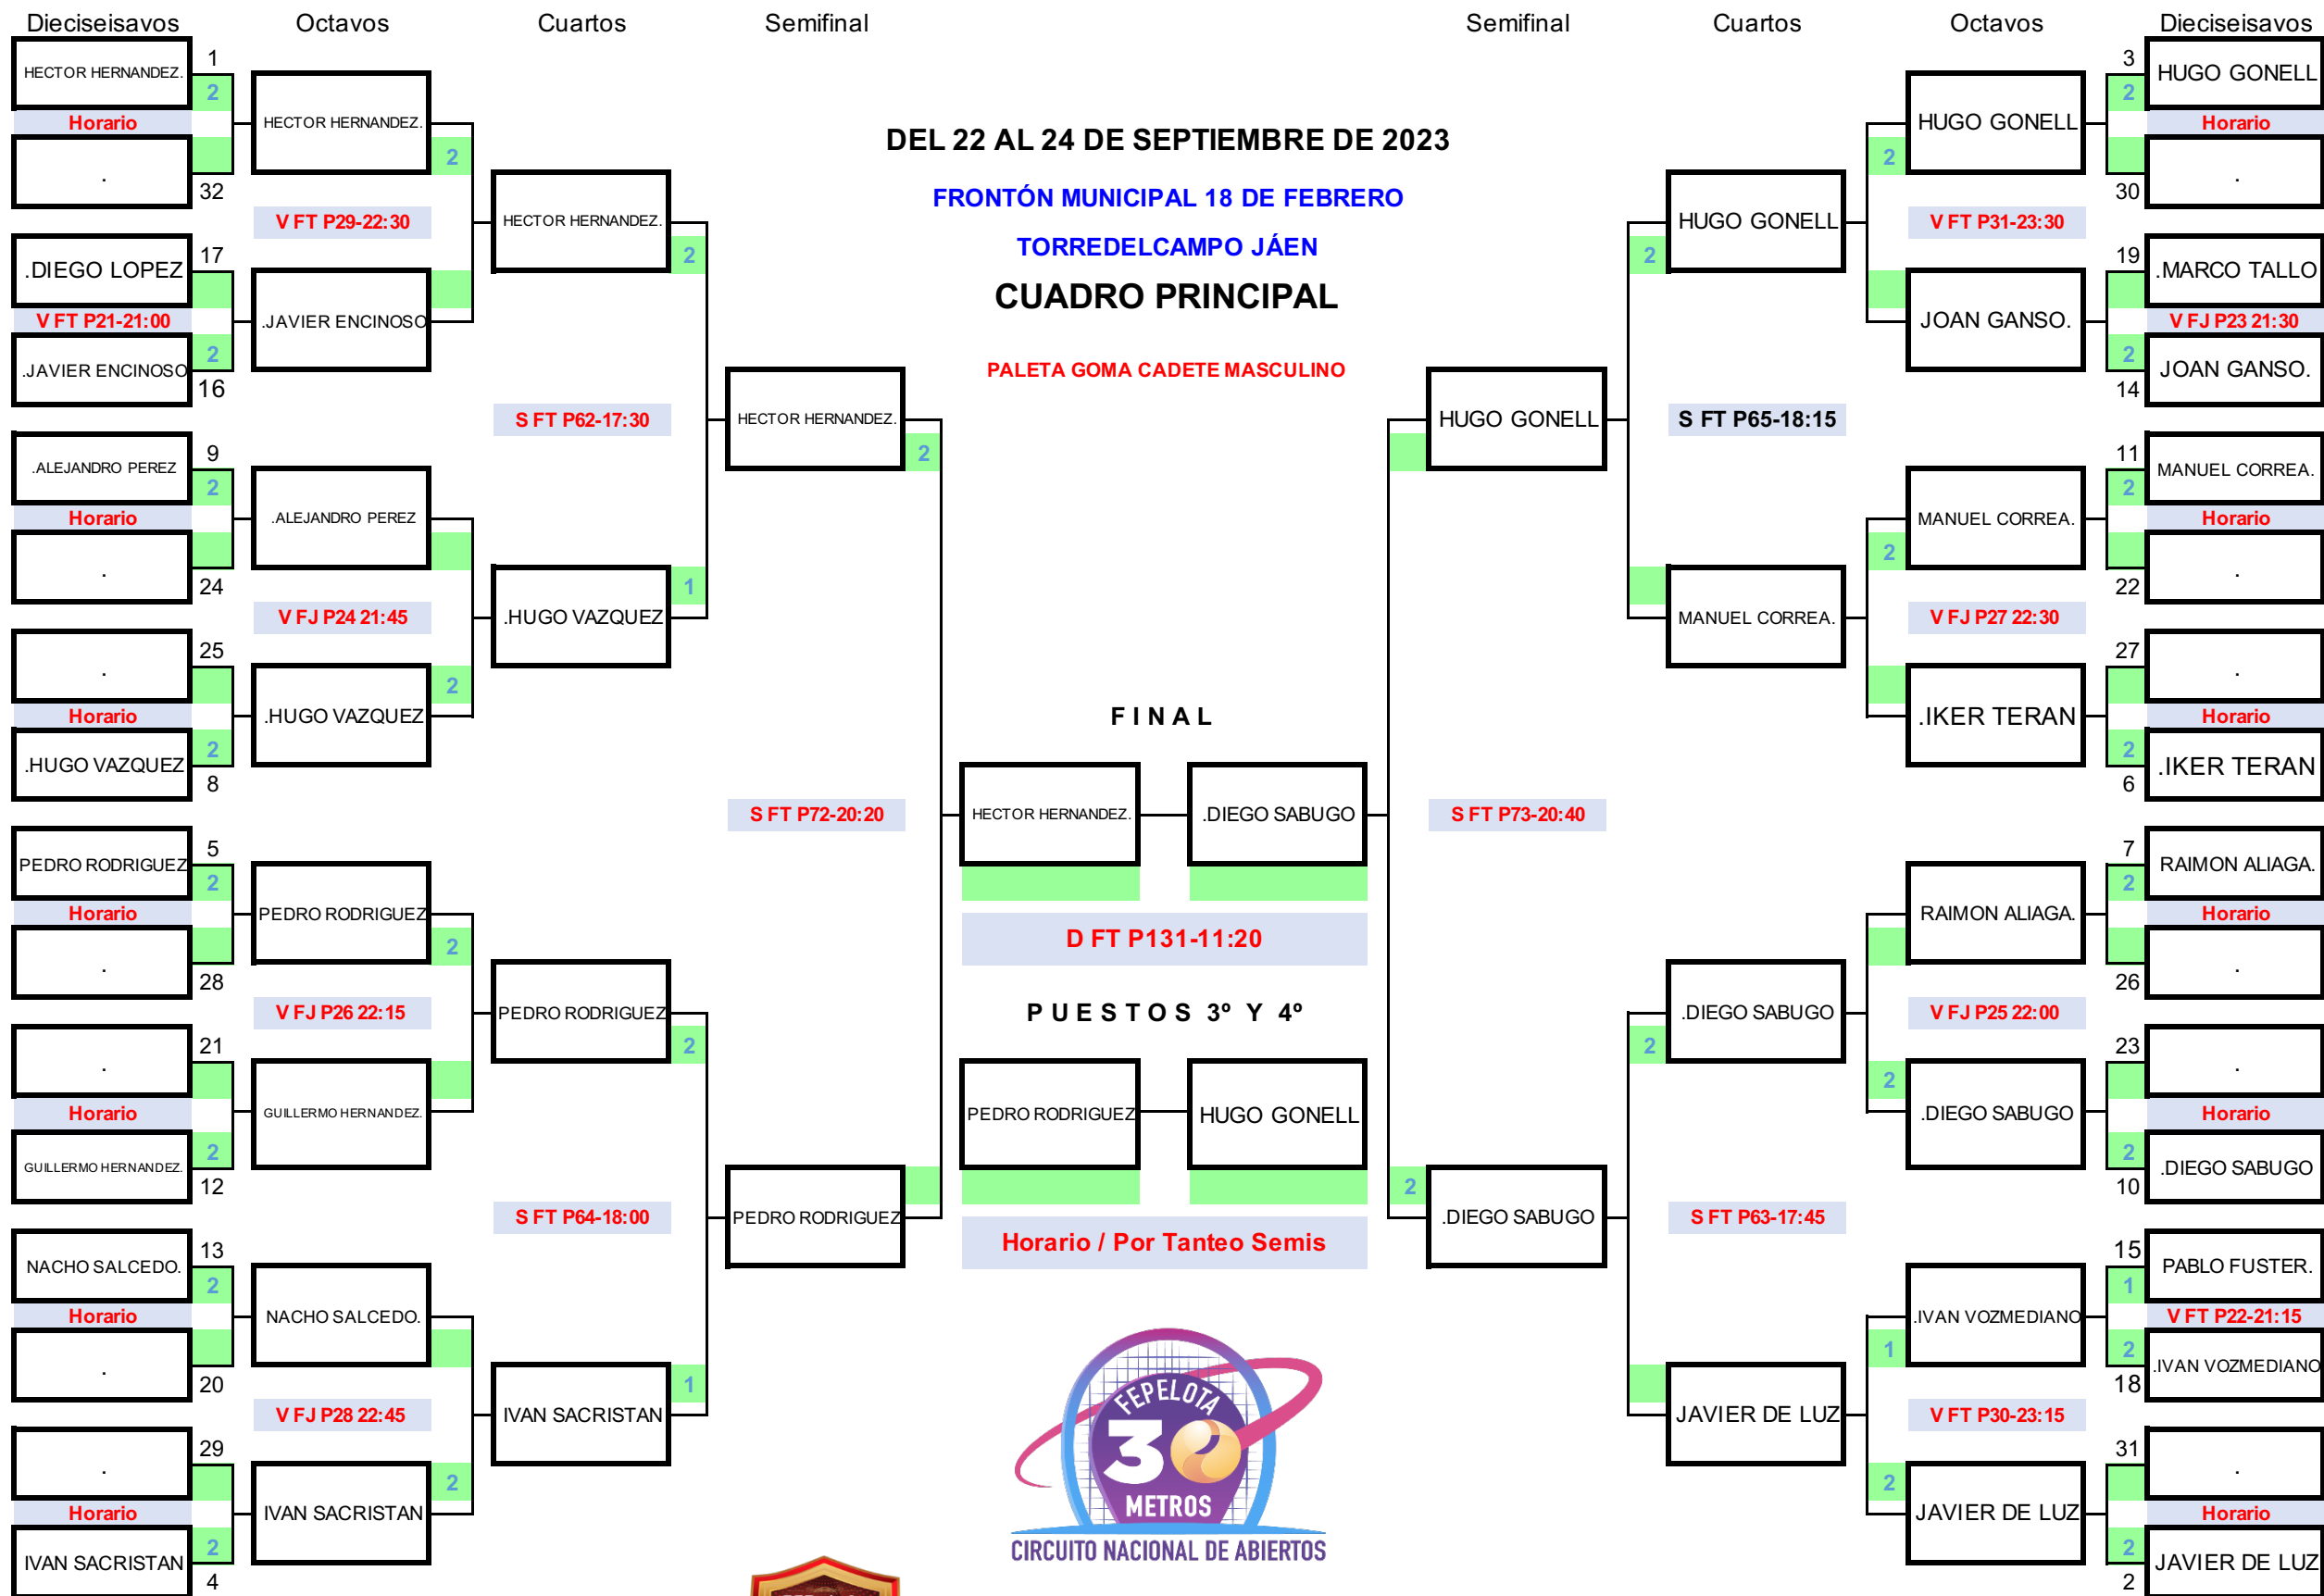 Dieciseisavos Octavos Cuartos Semifinal Semifinal Cuartos Octavos Dieciseisavos
1
HECTOR HERNANDEZ.
2
Horario
.
32
HECTOR HERNANDEZ.
2
V FT P29-22:30
17
.DIEGO LOPEZ
V FT P21-21:00
2
.JAVIER ENCINOSO
16
.JAVIER ENCINOSO
HECTOR HERNANDEZ.
2
S FT P62-17:30
9
.ALEJANDRO PEREZ
2
Horario
.
24
.ALEJANDRO PEREZ
V FJ P24 21:45
25
.
Horario
2
.HUGO VAZQUEZ
8
2
.HUGO VAZQUEZ
1
.HUGO VAZQUEZ
HECTOR HERNANDEZ.
2
S FT P72-20:20
5
PEDRO RODRIGUEZ
2
Horario
.
28
PEDRO RODRIGUEZ
2
V FJ P26 22:15
21
.
Horario
2
GUILLERMO HERNANDEZ.
12
GUILLERMO HERNANDEZ.
PEDRO RODRIGUEZ
2
S FT P64-18:00
13
NACHO SALCEDO.
2
Horario
.
20
NACHO SALCEDO.
V FJ P28 22:45
29
.
Horario
2
IVAN SACRISTAN
4
2
IVAN SACRISTAN
1
IVAN SACRISTAN
PEDRO RODRIGUEZ
DEL 22 AL 24 DE SEPTIEMBRE DE 2023
FRONTÓN MUNICIPAL 18 DE FEBRERO
TORREDELCAMPO JÁEN
CUADRO PRINCIPAL
PALETA GOMA CADETE MASCULINO
FINAL
HECTOR HERNANDEZ. .DIEGO SABUGO
D FT P131-11:20
PUESTOS 3º Y 4º
PEDRO RODRIGUEZ HUGO GONELL
Horario / Por Tanteo Semis
FEPELOTA
30
METROS
CIRCUITO NACIONAL DE ABIERTOS
HUGO GONELL
S FT P73-20:40
2
.DIEGO SABUGO
HUGO GONELL
2
S FT P65-18:15
MANUEL CORREA.
.DIEGO SABUGO
2
S FT P63-17:45
JAVIER DE LUZ
HUGO GONELL
2
V FT P31-23:30
JOAN GANSO.
MANUEL CORREA.
2
V FJ P27 22:30
.IKER TERAN
RAIMON ALIAGA.
V FJ P25 22:00
2
.DIEGO SABUGO
.IVAN VOZMEDIANO
1
V FT P30-23:15
2
JAVIER DE LUZ
3
HUGO GONELL
2
Horario
.
30
19
.MARCO TALLO
V FJ P23 21:30
2
JOAN GANSO.
14
11
MANUEL CORREA.
2
Horario
.
22
27
.
Horario
2
.IKER TERAN
6
7
RAIMON ALIAGA.
2
Horario
.
26
23
.
Horario
2
.DIEGO SABUGO
10
15
PABLO FUSTER.
1
V FT P22-21:15
2
.IVAN VOZMEDIANO
18
31
.
Horario
2
JAVIER DE LUZ
2